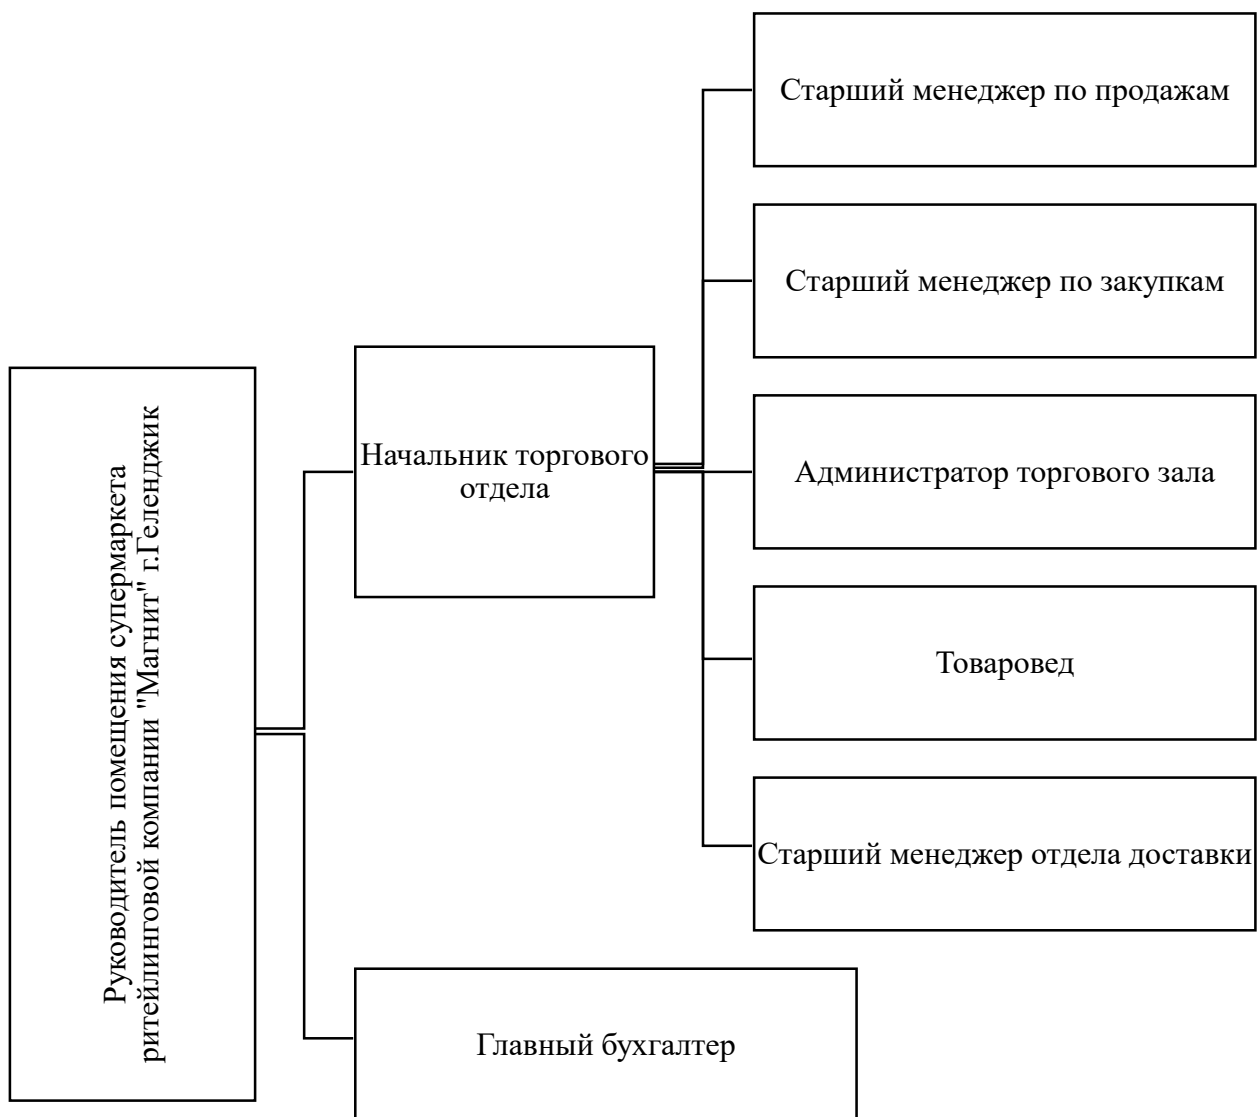 Руководитель помещения супермаркета
ритейлинговой компании "Магнит" г.Геленджик
Начальник торгового
отдела
Старший менеджер по продажам
Старший менеджер по закупкам
Администратор торгового зала
Товаровед
Старший менеджер отдела доставки
Главный бухгалтер